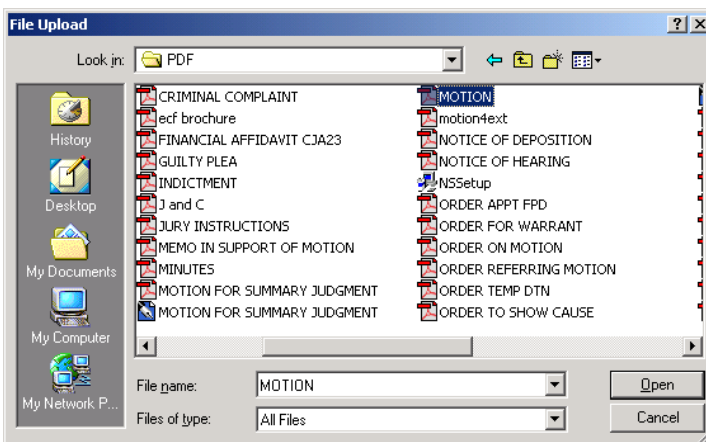 File Upload
Look in: PDF
History
Desktop
My Documents
My Computer
My Network P...
CRIMINAL COMPLAINT
ecf brochure
FINANCIAL AFFIDAVIT CJA23
GUILTY PLEA
INDICTMENT
J and C
JURY INSTRUCTIONS
MEMO IN SUPPORT OF MOTION
MINUTES
MOTION FOR SUMMARY JUDGMENT
MOTION FOR SUMMARY JUDGMENT
MOTION
motion4ext
NOTICE OF DEPOSITION
NOTICE OF HEARING
NSSetup
ORDER APPT FPD
ORDER FOR WARRANT
ORDER ON MOTION
ORDER REFERRING MOTION
ORDER TEMP DTN
ORDER TO SHOW CAUSE
File name: MOTION Open
Files of type: All Files Cancel